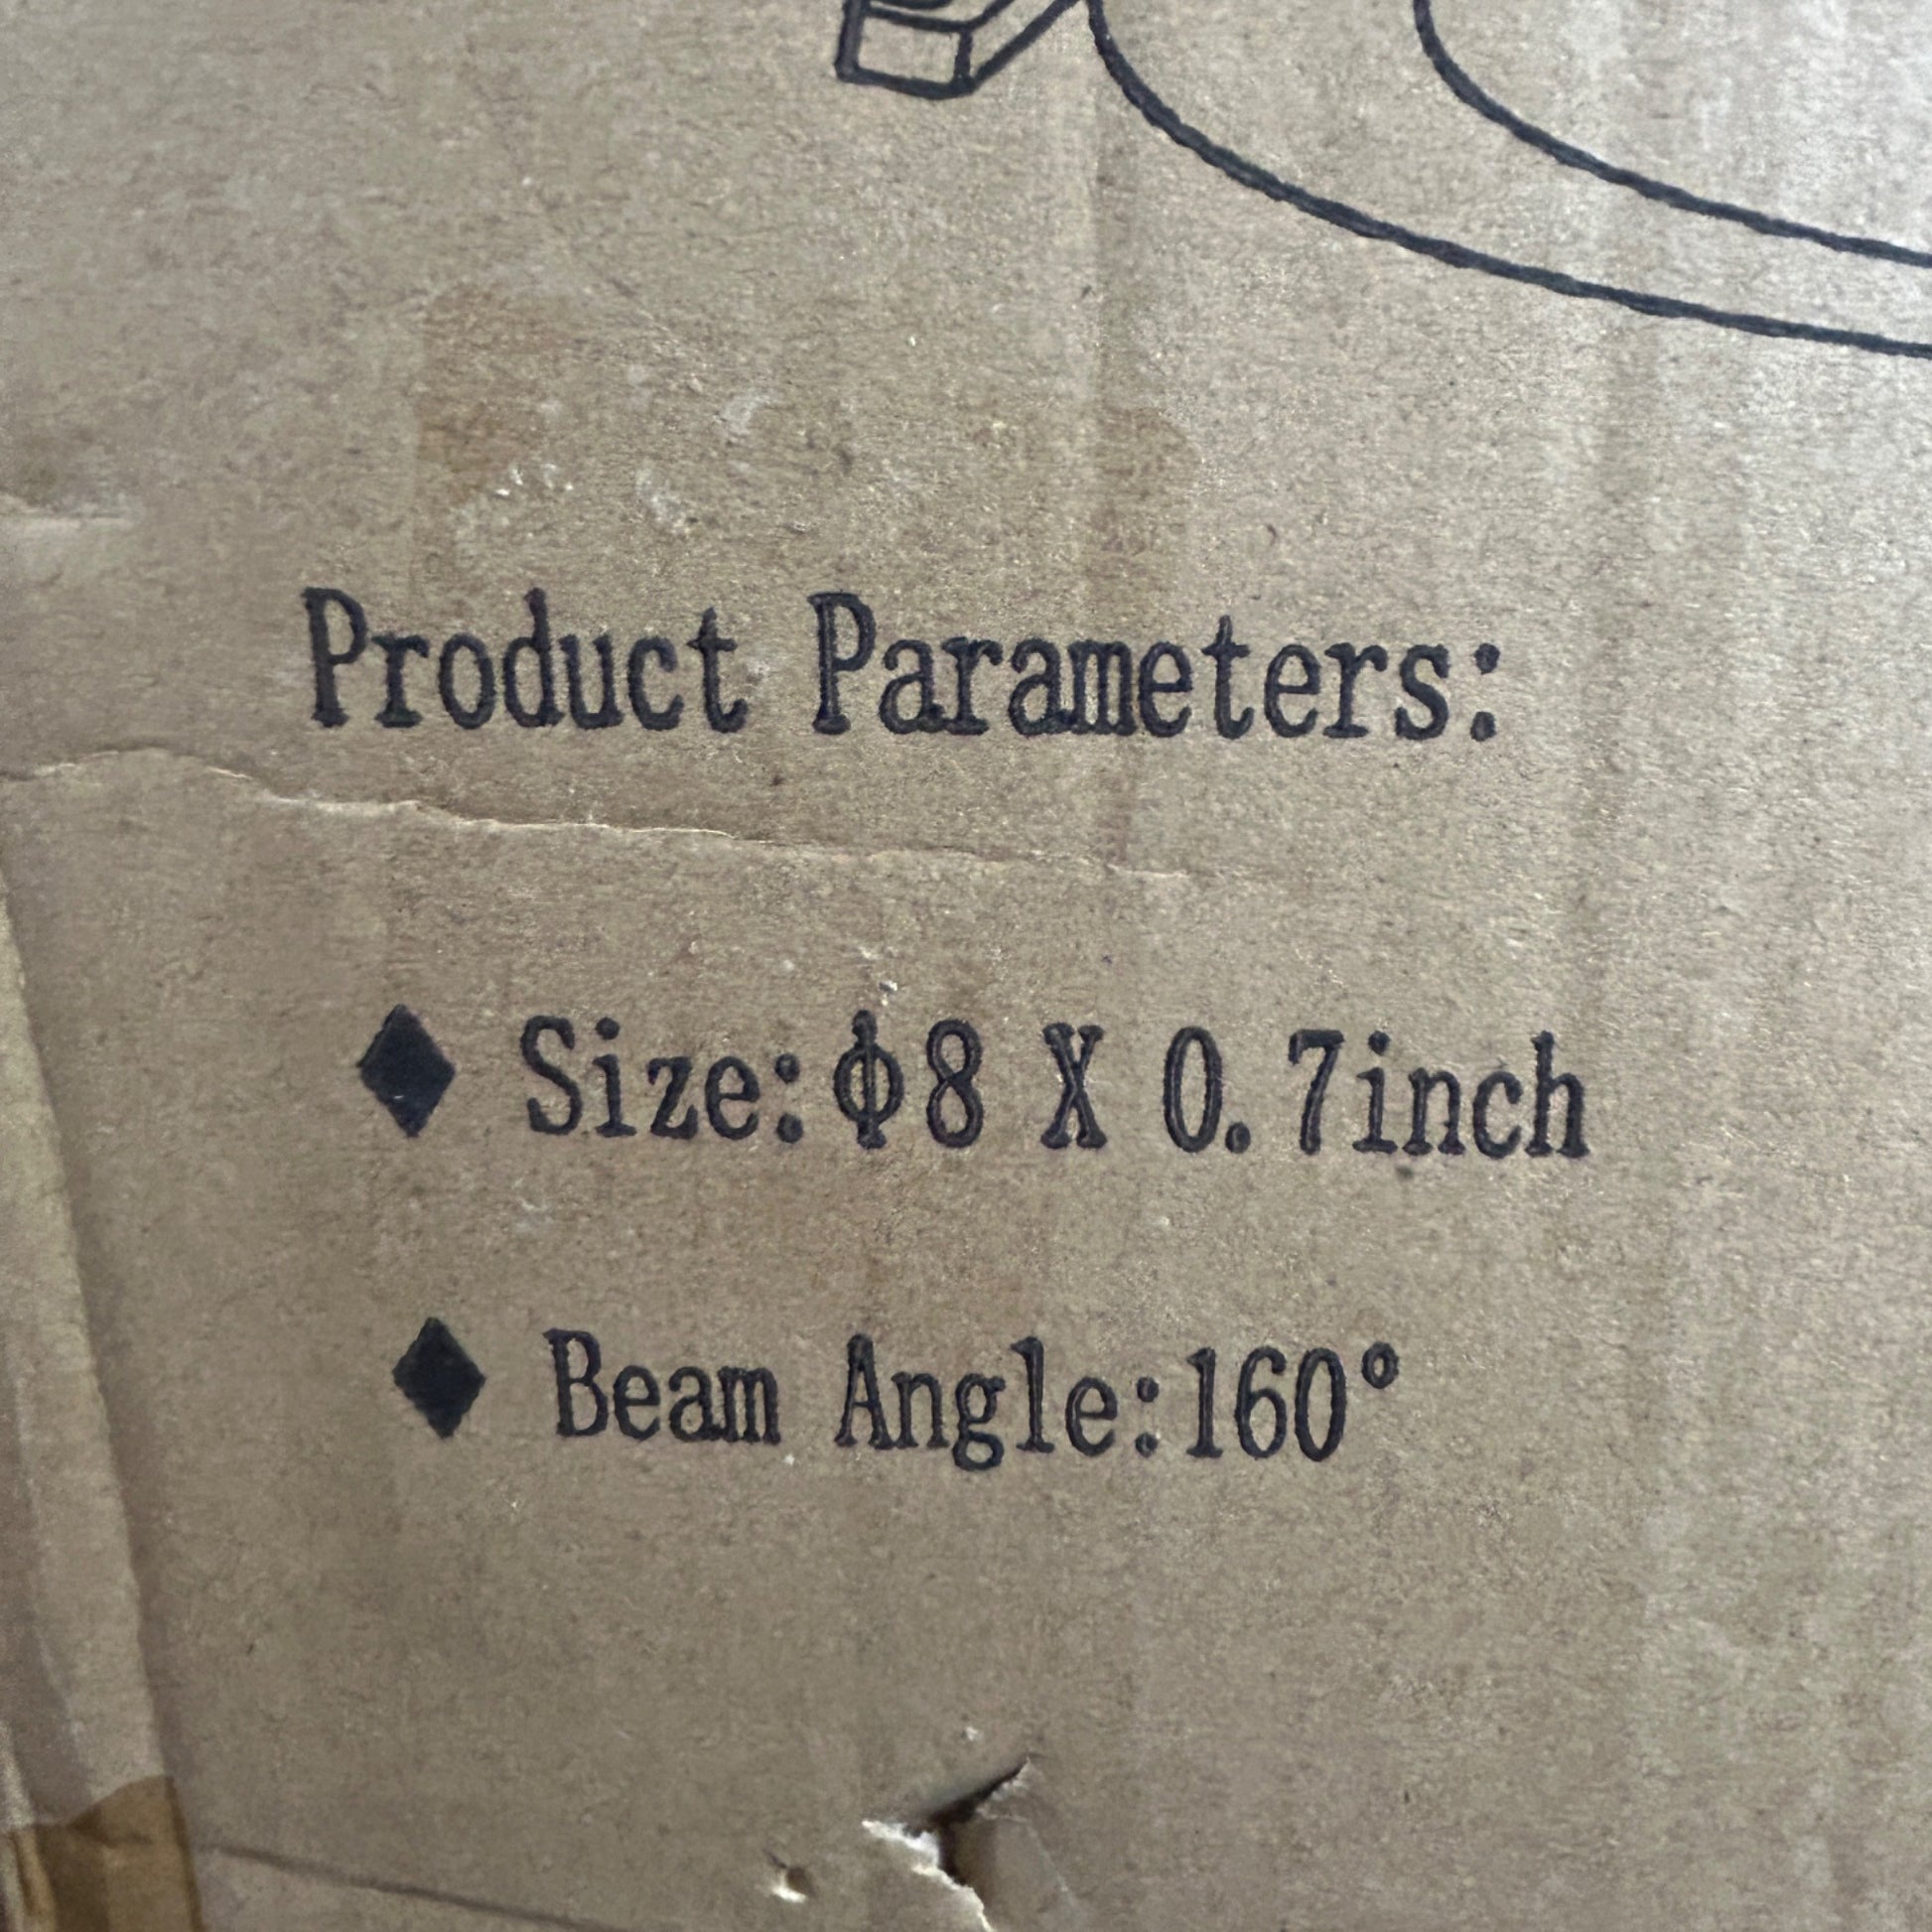 Product Parameters:
◆ Size:Φ8 X 0.7inch
◆ Beam Angle:160°